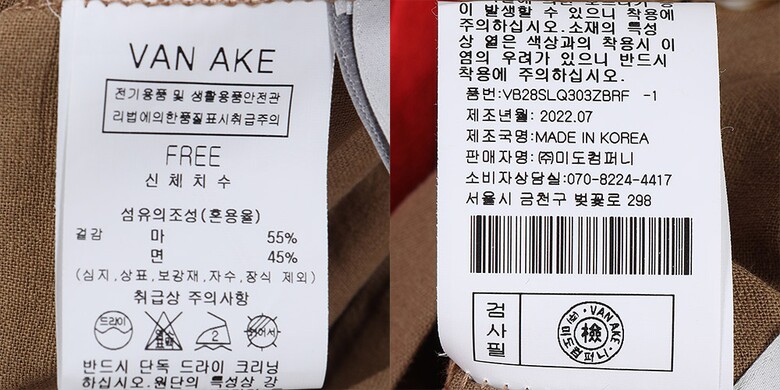 VAN AKE
전기용품 및 생활용품안전관
리법에의한품질표시취급주의
FREE
신체치수
섬유의조성(혼용율)
겉감 마 55%
면 45%
(심지,상표,보강재,자수,장식 제외)
취급상 주의사항
드라이
2
반드시 단독 드라이 크리닝
하십시오.원단의 특성상 강
이 발생할 수 있으니 착용에
주의하십시오.소재의 특성
상 옅은 색상과의 착용시 이
염의 우려가 있으니 반드시
착용에 주의하십시오.
품번:VB28SLQ303ZBRF -1
제조년월: 2022.07
제조국명:MADE IN KOREA
판매자명:㈜미도컴퍼니
소비자상담실:070-8224-4417
서울시 금천구 벚꽃로 298
검사필
VAN AKE
檢
㈜미도컴퍼니